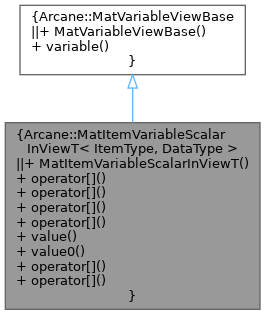 {Arcane::MatVariableViewBase
||+ MatVariableViewBase()
+ variable()
}
{Arcane::MatItemVariableScalar
InViewT< ItemType, DataType >
||+ MatItemVariableScalarInViewT()
+ operator[]()
+ operator[]()
+ operator[]()
+ operator[]()
+ value()
+ value0()
+ operator[]()
+ operator[]()
}